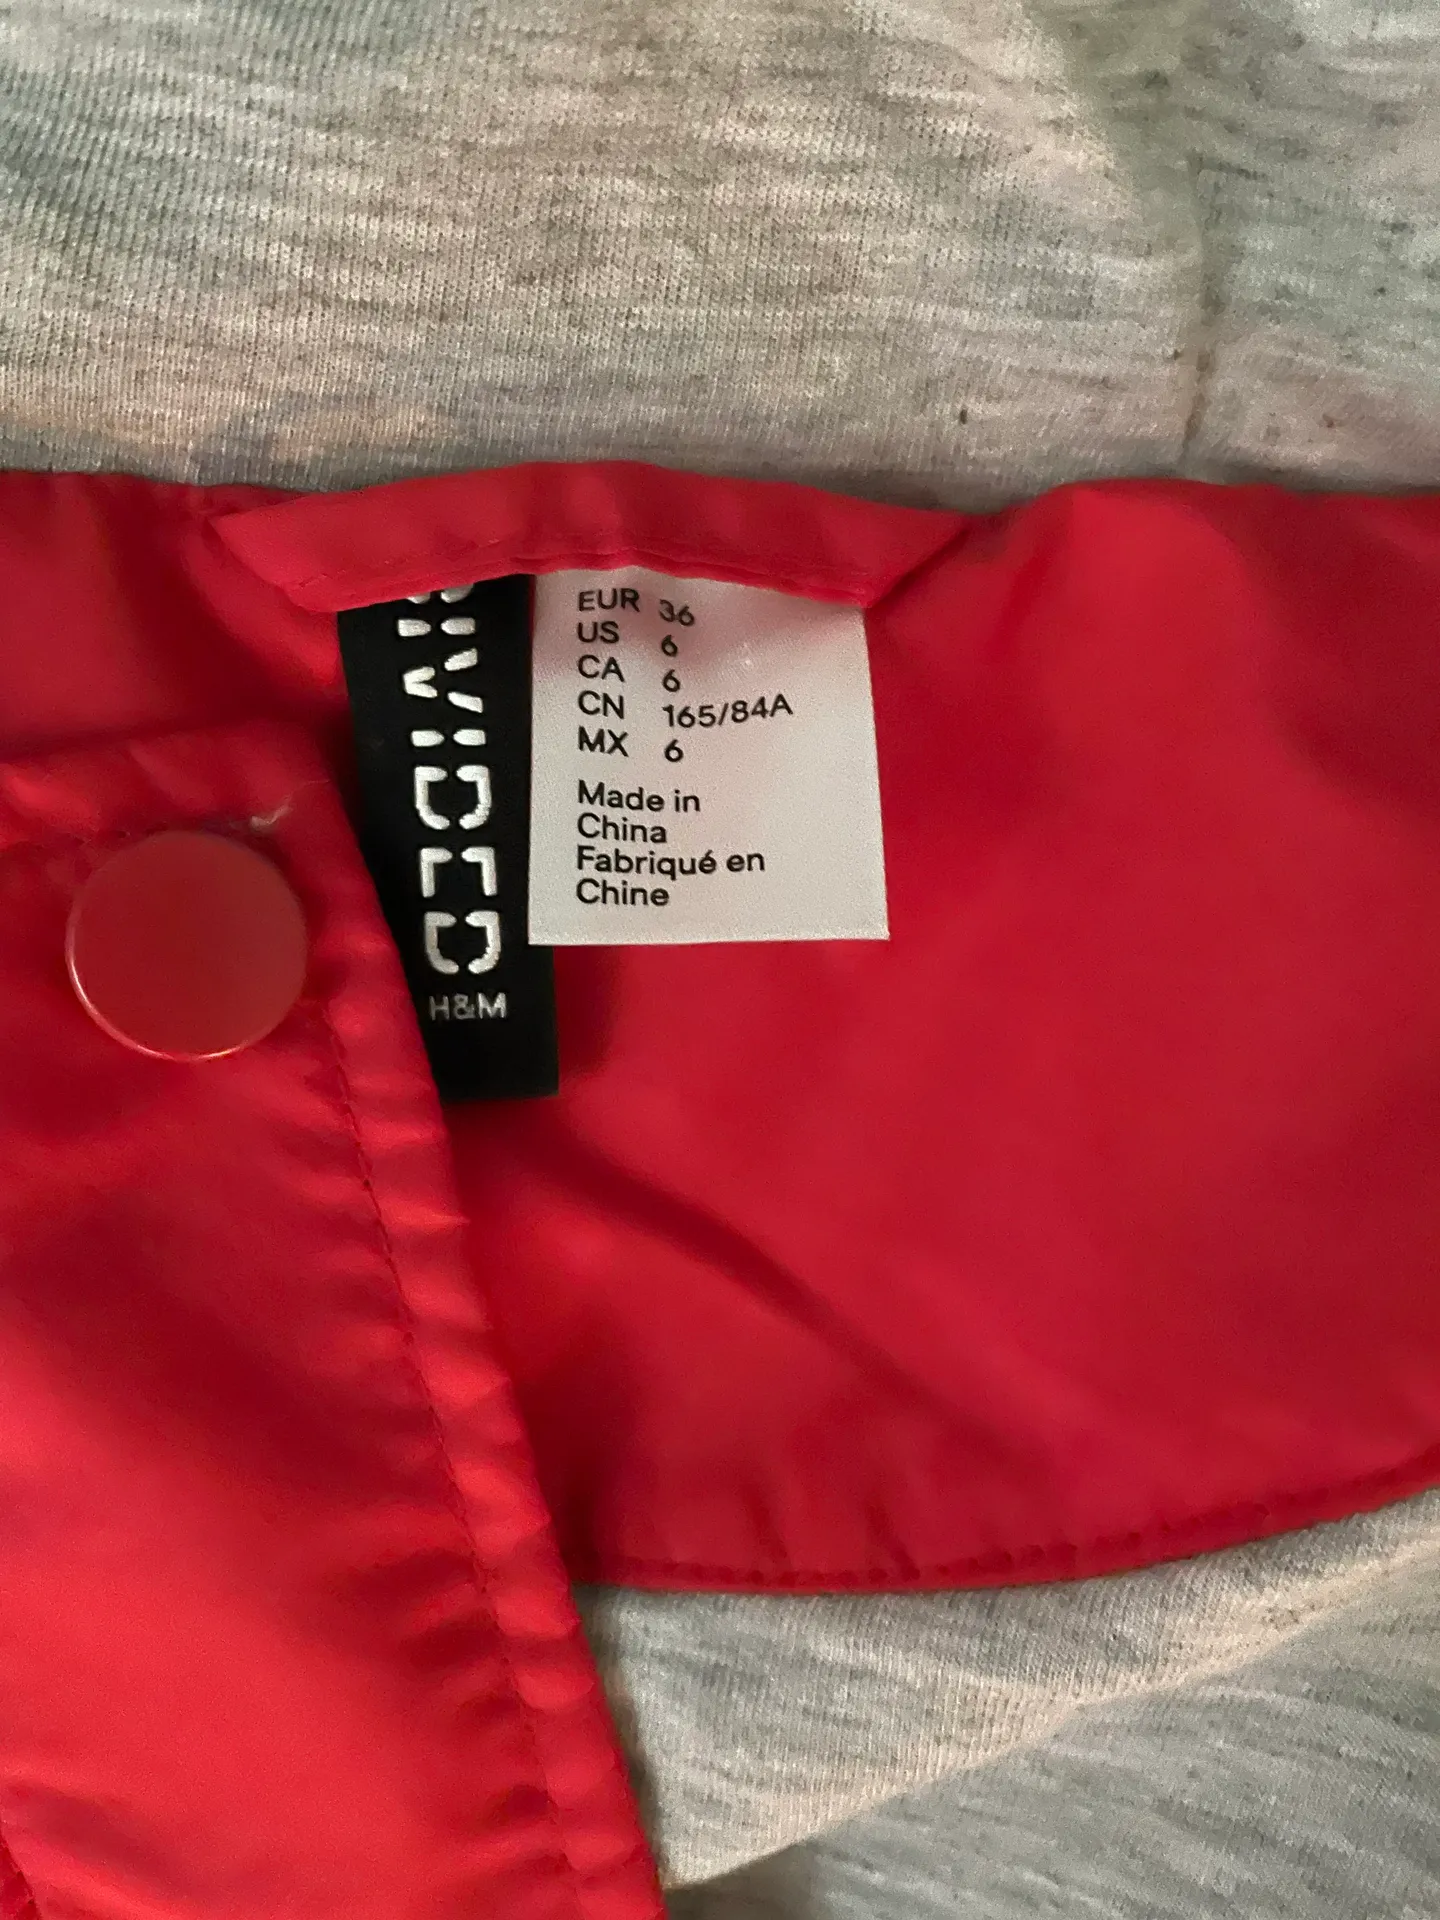 DIVIDED
H&M
EUR 36
US 6
CA 6
CN 165/84A
MX 6
Made in
China
Fabriqué en
Chine